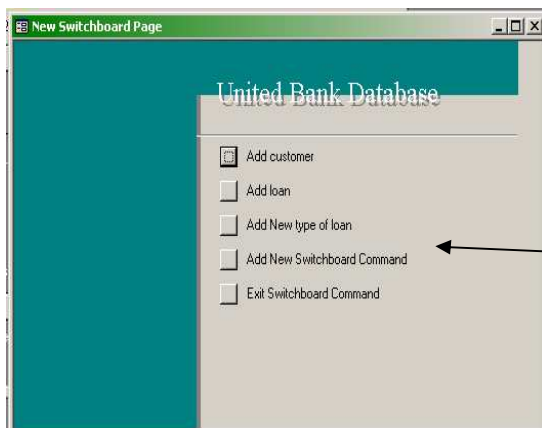 New Switchboard Page
United Bank Database
Add customer
Add loan
Add New type of loan
Add New Switchboard Command
Exit Switchboard Command